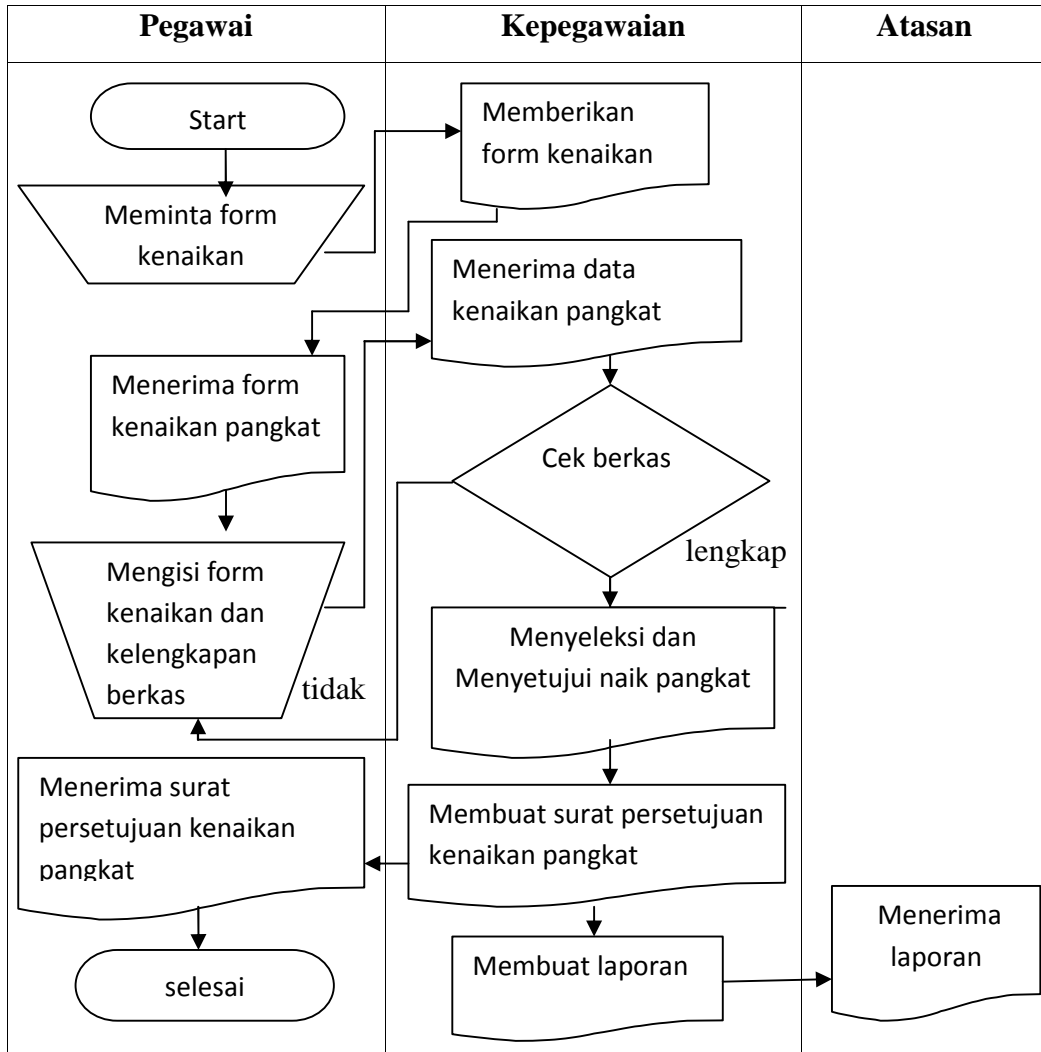 Pegawai
Kepegawaian
Atasan
Start
Memberikan
form kenaikan
Meminta form
kenaikan
Menerima data
kenaikan pangkat
Menerima form
kenaikan pangkat
Cek berkas
lengkap
Mengisi form
kenaikan dan
kelengkapan
berkas
tidak
Menyeleksi dan
Menyetujui naik pangkat
Menerima surat
persetujuan kenaikan
pangkat
Membuat surat persetujuan
kenaikan pangkat
Menerima
laporan
Membuat laporan
selesai